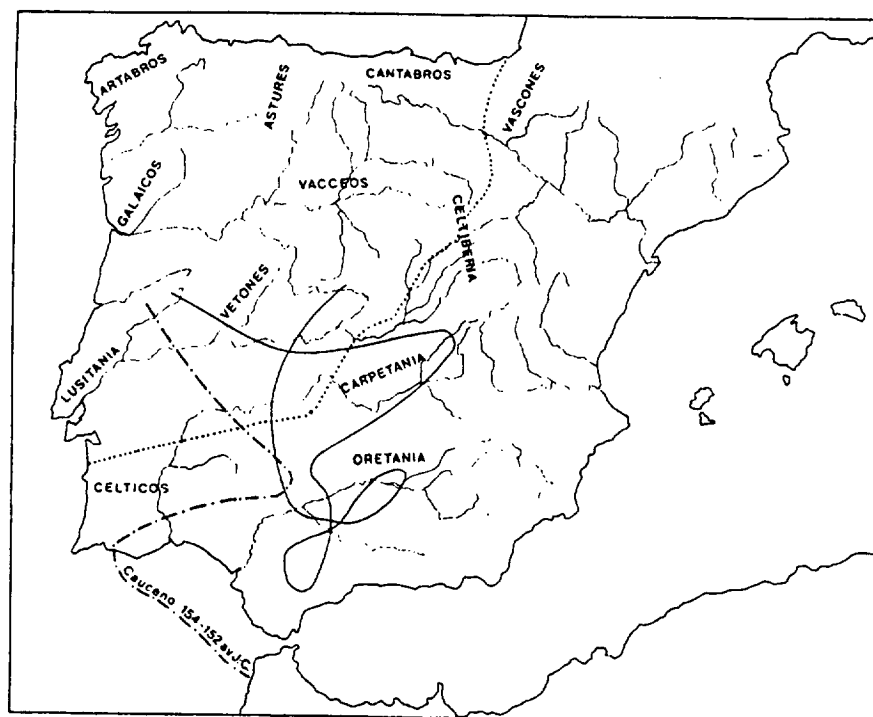 ARTABROS
ASTURES
CANTABROS
VASCONES
GALAICOS
VACCEOS
CELTIBERIA
VETONES
LUSITANIA
CARPETANIA
ORETANIA
CELTICOS
Cauceno 154-152 av J.C.